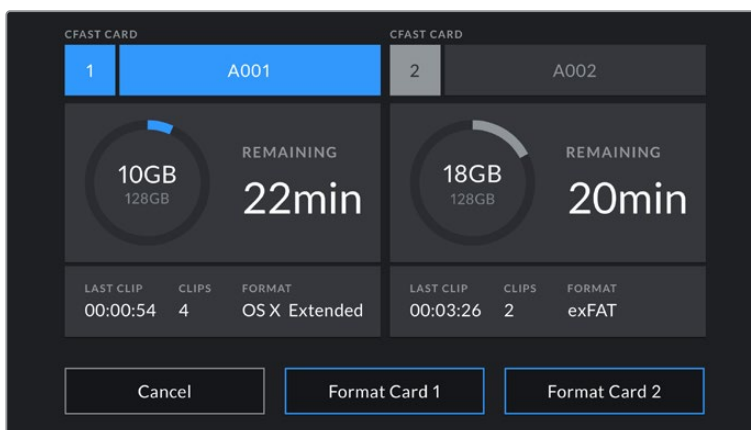 CFAST CARD
1 A001
10GB
128GB
REMAINING
22min
LAST CLIP CLIPS FORMAT
00:00:54 4 OS X Extended
CFAST CARD
2 A002
18GB
128GB
REMAINING
20min
LAST CLIP CLIPS FORMAT
00:03:26 2 exFAT
Cancel Format Card 1 Format Card 2